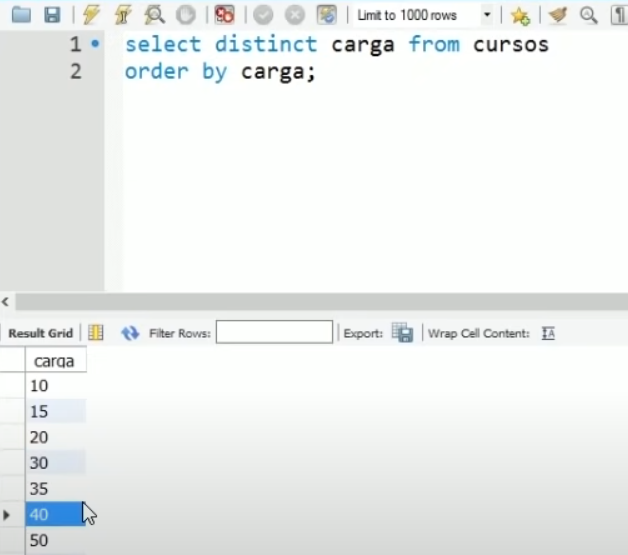 Limit to 1000 rows
1 select distinct carga from cursos
2 order by carga;
Result Grid Filter Rows: Export: Wrap Cell Content:
carga
10
15
20
30
35
40
50